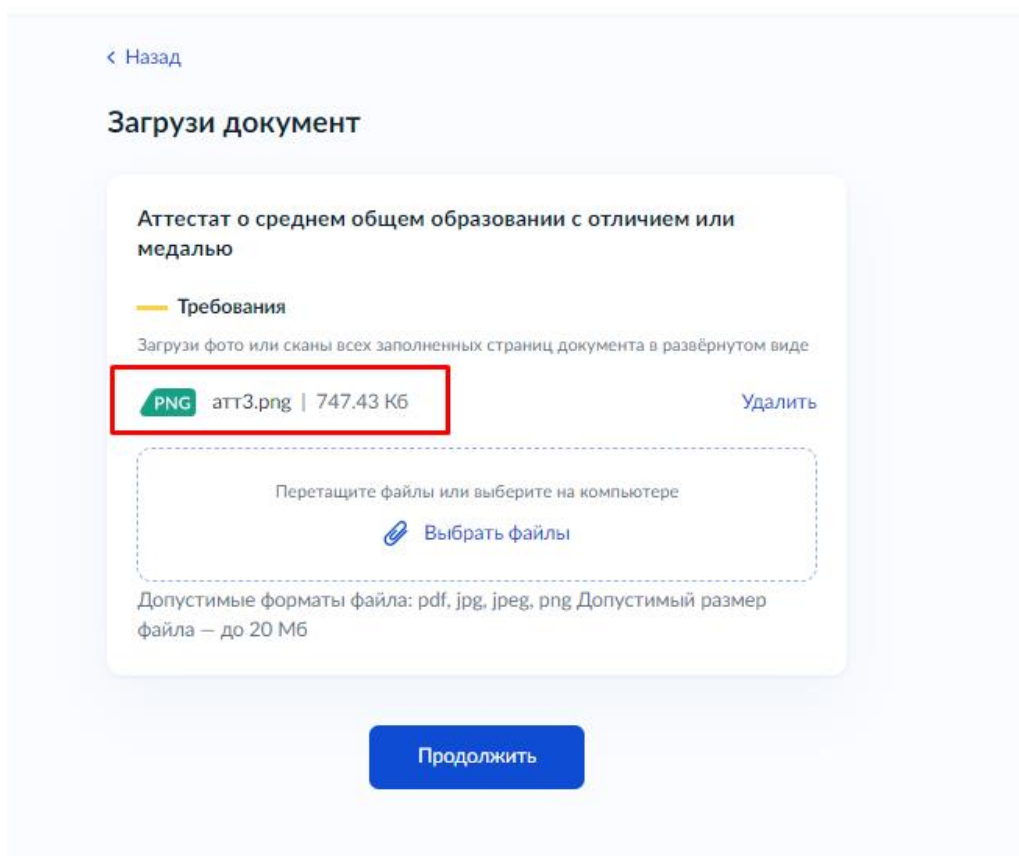 Назад
Загрузи документ
Аттестат о среднем общем образовании с отличием или
медалью
Требования
Загрузи фото или сканы всех заполненных страниц документа в развёрнутом виде
PNG атт3.png | 747.43 Кб Удалить
Перетащите файлы или выберите на компьютере
Выбрать файлы
Допустимые форматы файла: pdf, jpg, jpeg, png Допустимый размер
файла — до 20 Мб
Продолжить